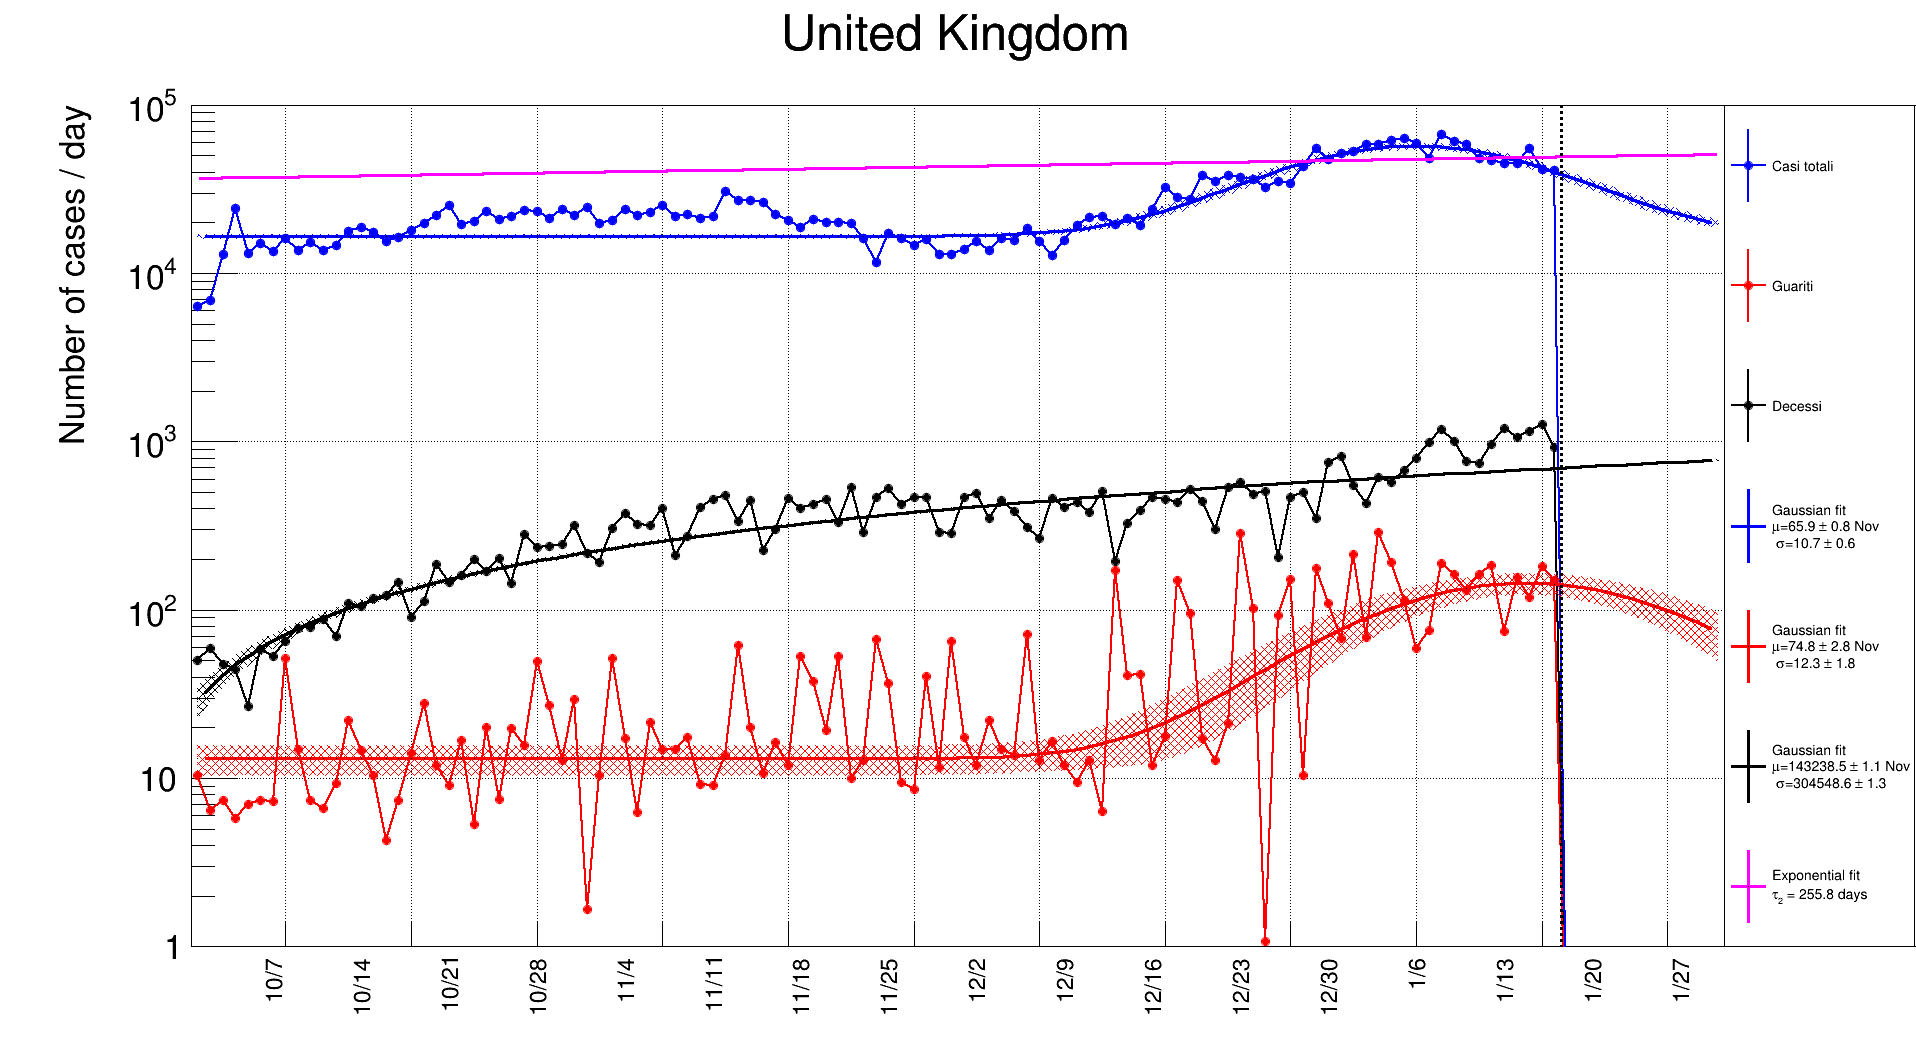 United Kingdom
Number of cases / day
10^5
10^4
10^3
10^2
10
1
10/7
10/14
10/21
10/28
11/4
11/11
11/18
11/25
12/2
12/9
12/16
12/23
12/30
1/6
1/13
1/20
1/27
Casi totali
Guariti
Decessi
Gaussian fit
μ=65.9 ± 0.8 Nov
σ=10.7 ± 0.6
Gaussian fit
μ=74.8 ± 2.8 Nov
σ=12.3 ± 1.8
Gaussian fit
μ=143238.5 ± 1.1 Nov
σ=304548.6 ± 1.3
Exponential fit
τ₂ = 255.8 days